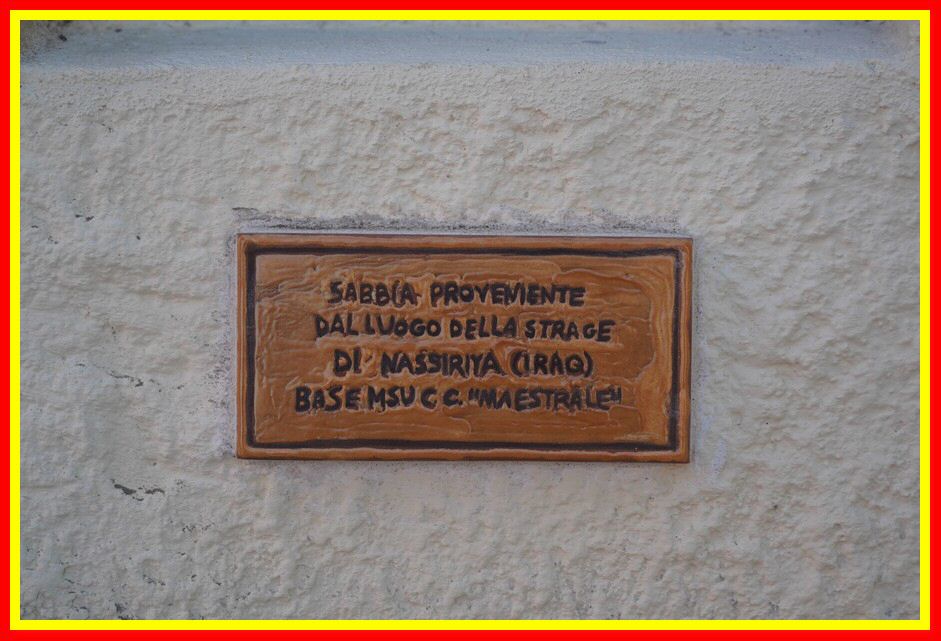 SABBIA PROVENIENTE
DAL LUOGO DELLA STRAGE
DI NASSIRIYA (IRAQ)
BASE MSU C C. "MAESTRALE"